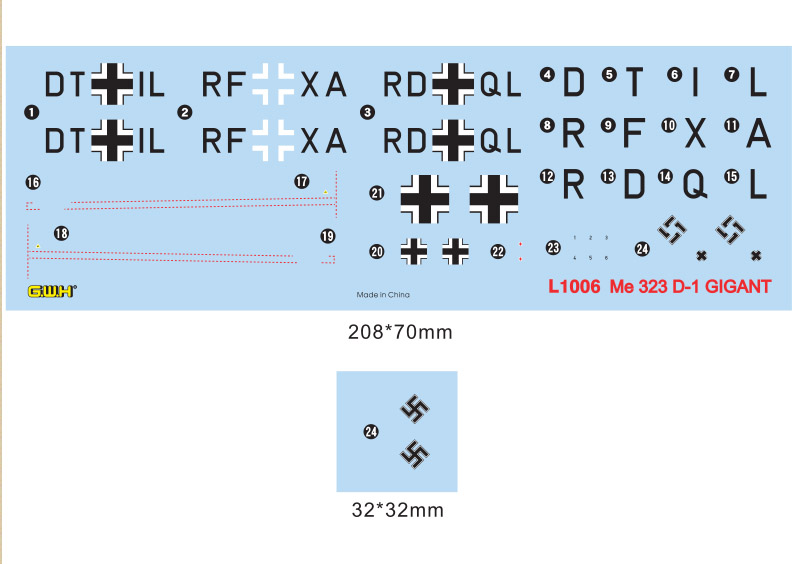 DT IL RF XA RD QL 4 D 5 T 6 I 7 L
1 2 3
DT IL RF XA RD QL 8 R 9 F 10 X 11 A
16 17 12 R 13 D 14 Q 15 L
21
18 19 20 22 23 1 2 3 24
4 5 6
G.W.H® Made in China L1006 Me 323 D-1 GIGANT
208*70mm
24
32*32mm